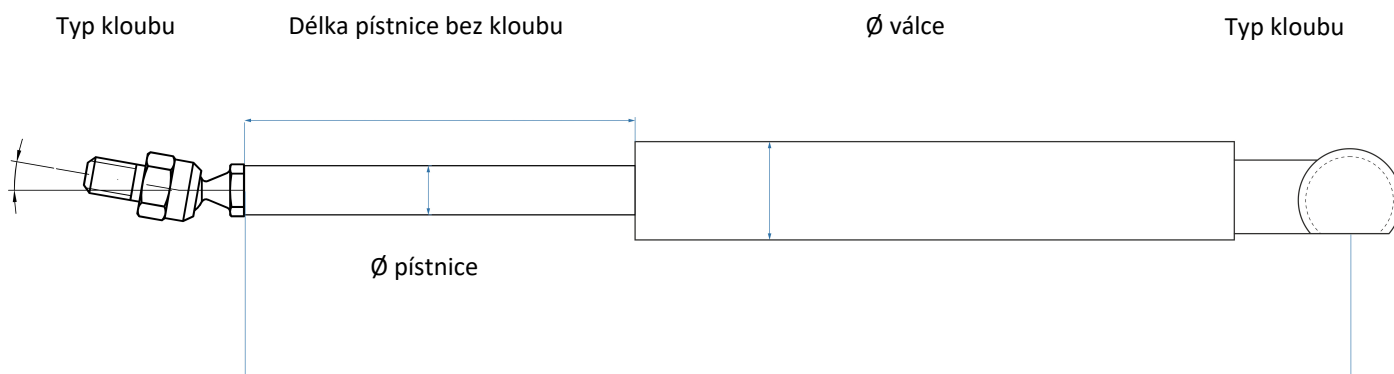 Typ kloubu
Délka pístnice bez kloubu
Ø válce
Typ kloubu
Ø pístnice